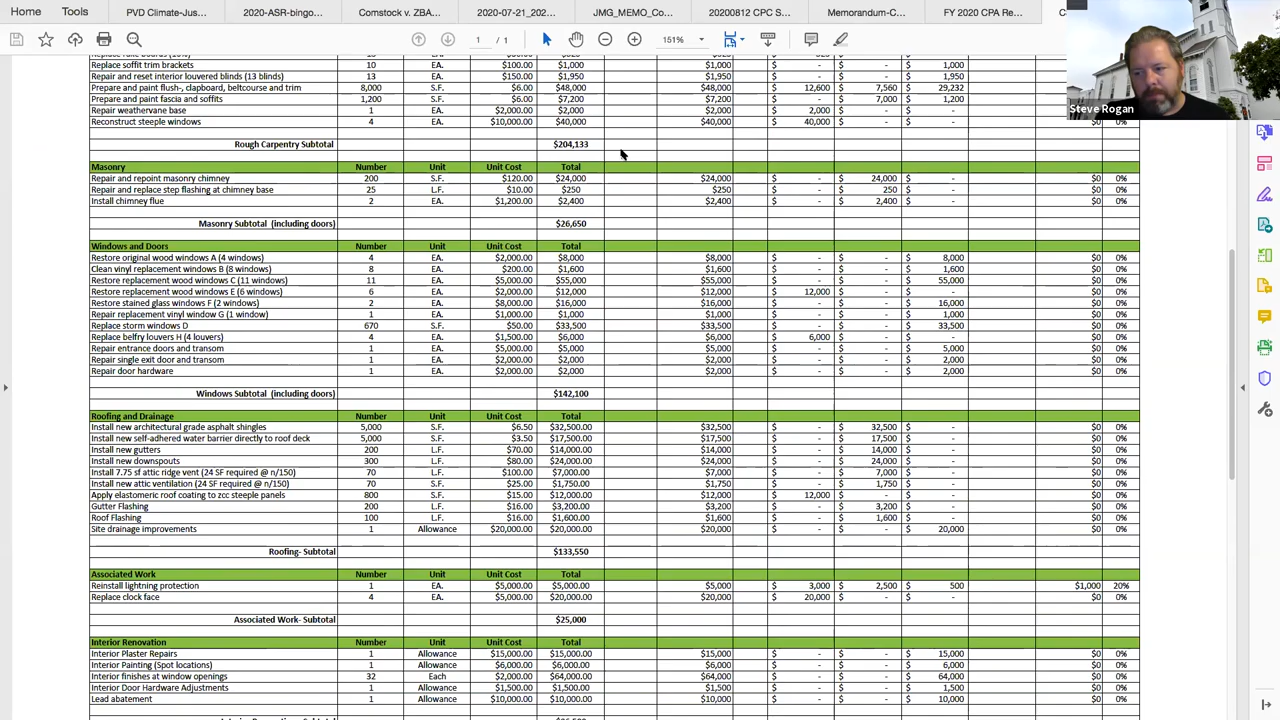 Home Tools PVD Climate-Jus... 2020-ASR-bingo... Comstock v. ZBA... 2020-07-21_202... JMG_MEMO_Co... 20200812 CPC S... Memorandum-C... FY 2020 CPA Re...
1 / 1 151%
Steve Rogan
Replace soffit trim brackets 10 EA. $100.00 $1,000 $1,000 $ - $ - $ 1,000
Repair and reset interior louvered blinds (13 blinds) 13 EA. $150.00 $1,950 $1,950 $ - $ - $ 1,950
Prepare and paint flush-, clapboard, beltcourse and trim 8,000 S.F. $6.00 $48,000 $48,000 $ 12,600 $ 7,560 $ 29,232
Prepare and paint fascia and soffits 1,200 S.F. $6.00 $7,200 $7,200 $ - $ 7,000 $ 1,200
Repair weathervane base 1 EA. $2,000.00 $2,000 $2,000 $ 2,000 $ - $ -
Reconstruct steeple windows 4 EA. $10,000.00 $40,000 $40,000 $ 40,000 $ - $ - $0 0%
Rough Carpentry Subtotal $204,133
Masonry Number Unit Unit Cost Total
Repair and repoint masonry chimney 200 S.F. $120.00 $24,000 $24,000 $ - $ 24,000 $ - $0 0%
Repair and replace step flashing at chimney base 25 L.F. $10.00 $250 $250 $ - $ 250 $ - $0 0%
Install chimney flue 2 EA. $1,200.00 $2,400 $2,400 $ - $ 2,400 $ - $0 0%
Masonry Subtotal (including doors) $26,650
Windows and Doors Number Unit Unit Cost Total
Restore original wood windows A (4 windows) 4 EA. $2,000.00 $8,000 $8,000 $ - $ - $ 8,000 $0 0%
Clean vinyl replacement windows B (8 windows) 8 EA. $200.00 $1,600 $1,600 $ - $ - $ 1,600 $0 0%
Restore replacement wood windows C (11 windows) 11 EA. $5,000.00 $55,000 $55,000 $ - $ - $ 55,000 $0 0%
Restore replacement wood windows E (6 windows) 6 EA. $2,000.00 $12,000 $12,000 $ 12,000 $ - $ - $0 0%
Restore stained glass windows F (2 windows) 2 EA. $8,000.00 $16,000 $16,000 $ - $ - $ 16,000 $0 0%
Repair replacement vinyl window G (1 window) 1 EA. $1,000.00 $1,000 $1,000 $ - $ - $ 1,000 $0 0%
Replace storm windows D 670 S.F. $50.00 $33,500 $33,500 $ - $ - $ 33,500 $0 0%
Replace belfry louvers H (4 louvers) 4 EA. $1,500.00 $6,000 $6,000 $ 6,000 $ - $ - $0 0%
Repair entrance doors and transom 1 EA. $5,000.00 $5,000 $5,000 $ - $ - $ 5,000 $0 0%
Repair single exit door and transom 1 EA. $2,000.00 $2,000 $2,000 $ - $ - $ 2,000 $0 0%
Repair door hardware 1 EA. $2,000.00 $2,000 $2,000 $ - $ - $ 2,000 $0 0%
Windows Subtotal (including doors) $142,100
Roofing and Drainage Number Unit Unit Cost Total
Install new architectural grade asphalt shingles 5,000 S.F. $6.50 $32,500.00 $32,500 $ - $ 32,500 $ - $0 0%
Install new self-adhered water barrier directly to roof deck 5,000 S.F. $3.50 $17,500.00 $17,500 $ - $ 17,500 $ - $0 0%
Install new gutters 200 L.F. $70.00 $14,000.00 $14,000 $ - $ 14,000 $ - $0 0%
Install new downspouts 300 L.F. $80.00 $24,000.00 $24,000 $ - $ 24,000 $ - $0 0%
Install 7.75 sf attic ridge vent (24 SF required @ n/150) 70 L.F. $100.00 $7,000.00 $7,000 $ - $ 7,000 $ - $0 0%
Install new attic ventilation (24 SF required @ n/150) 70 S.F. $25.00 $1,750.00 $1,750 $ - $ 1,750 $ - $0 0%
Apply elastomeric roof coating to zcc steeple panels 800 S.F. $15.00 $12,000.00 $12,000 $ 12,000 $ - $ - $0 0%
Gutter Flashing 200 L.F. $16.00 $3,200.00 $3,200 $ - $ 3,200 $ - $0 0%
Roof Flashing 100 L.F. $16.00 $1,600.00 $1,600 $ - $ 1,600 $ - $0 0%
Site drainage improvements 1 Allowance $20,000.00 $20,000.00 $20,000 $ - $ - $ 20,000 $0 0%
Roofing- Subtotal $133,550
Associated Work Number Unit Unit Cost Total
Reinstall lightning protection 1 EA. $5,000.00 $5,000.00 $5,000 $ 3,000 $ 2,500 $ 500 $1,000 20%
Replace clock face 4 EA. $5,000.00 $20,000.00 $20,000 $ 20,000 $ - $ - $0 0%
Associated Work- Subtotal $25,000
Interior Renovation Number Unit Unit Cost Total
Interior Plaster Repairs 1 Allowance $15,000.00 $15,000.00 $15,000 $ - $ - $ 15,000 $0 0%
Interior Painting (Spot locations) 1 Allowance $6,000.00 $6,000.00 $6,000 $ - $ - $ 6,000 $0 0%
Interior finishes at window openings 32 Each $2,000.00 $64,000.00 $64,000 $ - $ - $ 64,000 $0 0%
Interior Door Hardware Adjustments 1 Allowance $1,500.00 $1,500.00 $1,500 $ - $ - $ 1,500 $0 0%
Lead abatement 1 Allowance $10,000.00 $10,000.00 $10,000 $ - $ - $ 10,000 $0 0%